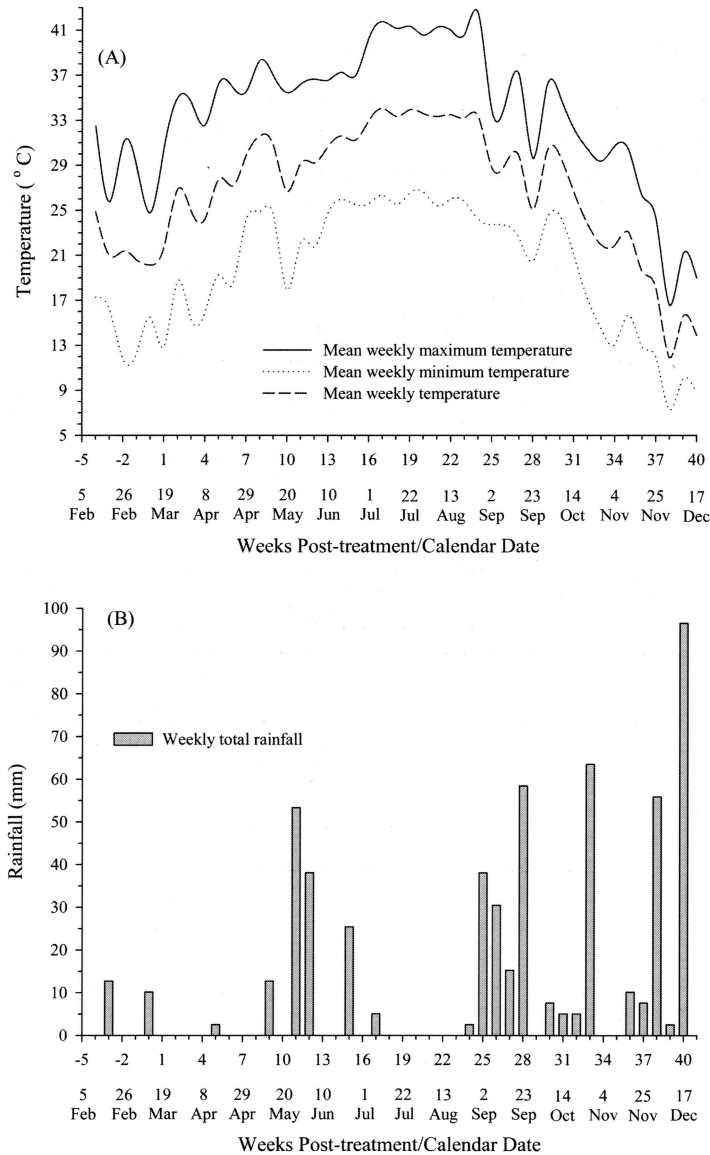 (A)
41
37
33
29
25
21
17
13
9
5
Temperature ( °C)
Mean weekly maximum temperature
Mean weekly minimum temperature
Mean weekly temperature
-5 -2 1 4 7 10 13 16 19 22 25 28 31 34 37 40
5 26 19 8 29 20 10 1 22 13 2 23 14 4 25 17
Feb Feb Mar Apr Apr May Jun Jul Jul Aug Sep Sep Oct Nov Nov Dec
Weeks Post-treatment/Calendar Date
(B)
100
90
80
70
60
50
40
30
20
10
0
Rainfall (mm)
Weekly total rainfall
-5 -2 1 4 7 10 13 16 19 22 25 28 31 34 37 40
5 26 19 8 29 20 10 1 22 13 2 23 14 4 25 17
Feb Feb Mar Apr Apr May Jun Jul Jul Aug Sep Sep Oct Nov Nov Dec
Weeks Post-treatment/Calendar Date